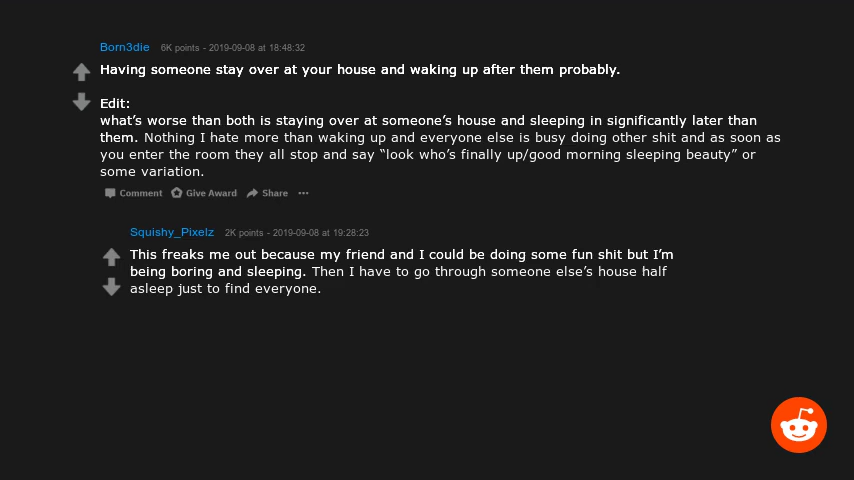 Born3die 6K points - 2019-09-08 at 18:48:32
Having someone stay over at your house and waking up after them probably.
Edit:
what’s worse than both is staying over at someone’s house and sleeping in significantly later than
them. Nothing I hate more than waking up and everyone else is busy doing other shit and as soon as
you enter the room they all stop and say “look who’s finally up/good morning sleeping beauty” or
some variation.
Comment Give Award Share ···
Squishy_Pixelz 2K points - 2019-09-08 at 19:28:23
This freaks me out because my friend and I could be doing some fun shit but I’m
being boring and sleeping. Then I have to go through someone else’s house half
asleep just to find everyone.